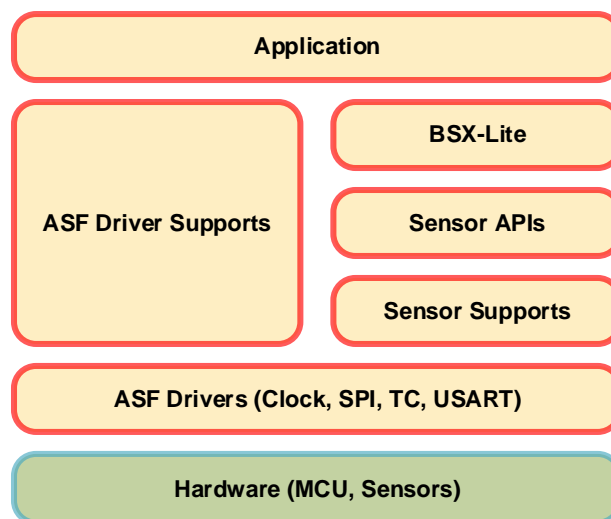 Application
BSX-Lite
ASF Driver Supports
Sensor APIs
Sensor Supports
ASF Drivers (Clock, SPI, TC, USART)
Hardware (MCU, Sensors)